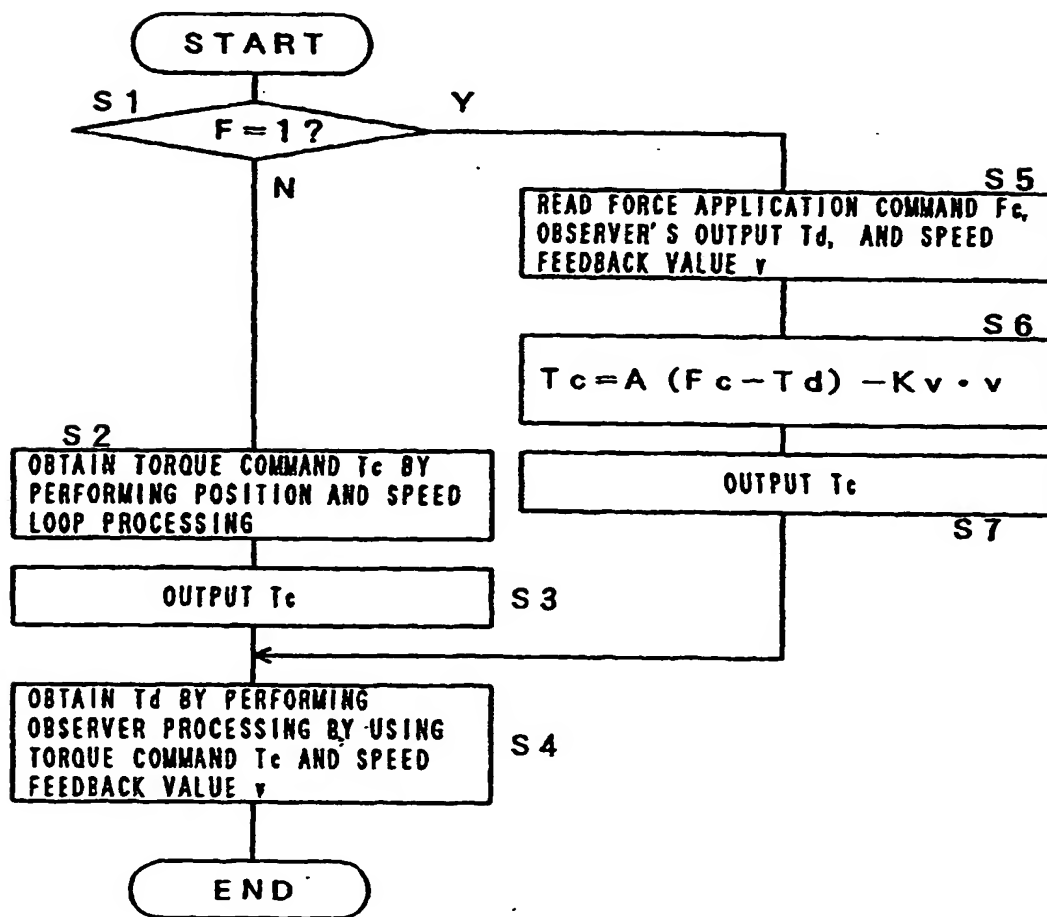 START
S1
F=1?
Y
N
S5
READ FORCE APPLICATION COMMAND Fc,
OBSERVER'S OUTPUT Td, AND SPEED
FEEDBACK VALUE v
S6
Tc=A (Fc-Td) -Kv・v
OUTPUT Tc
S7
S2
OBTAIN TORQUE COMMAND Tc BY
PERFORMING POSITION AND SPEED
LOOP PROCESSING
OUTPUT Tc
S3
OBTAIN Td BY PERFORMING
OBSERVER PROCESSING BY USING
TORQUE COMMAND Tc AND SPEED
FEEDBACK VALUE v
S4
END